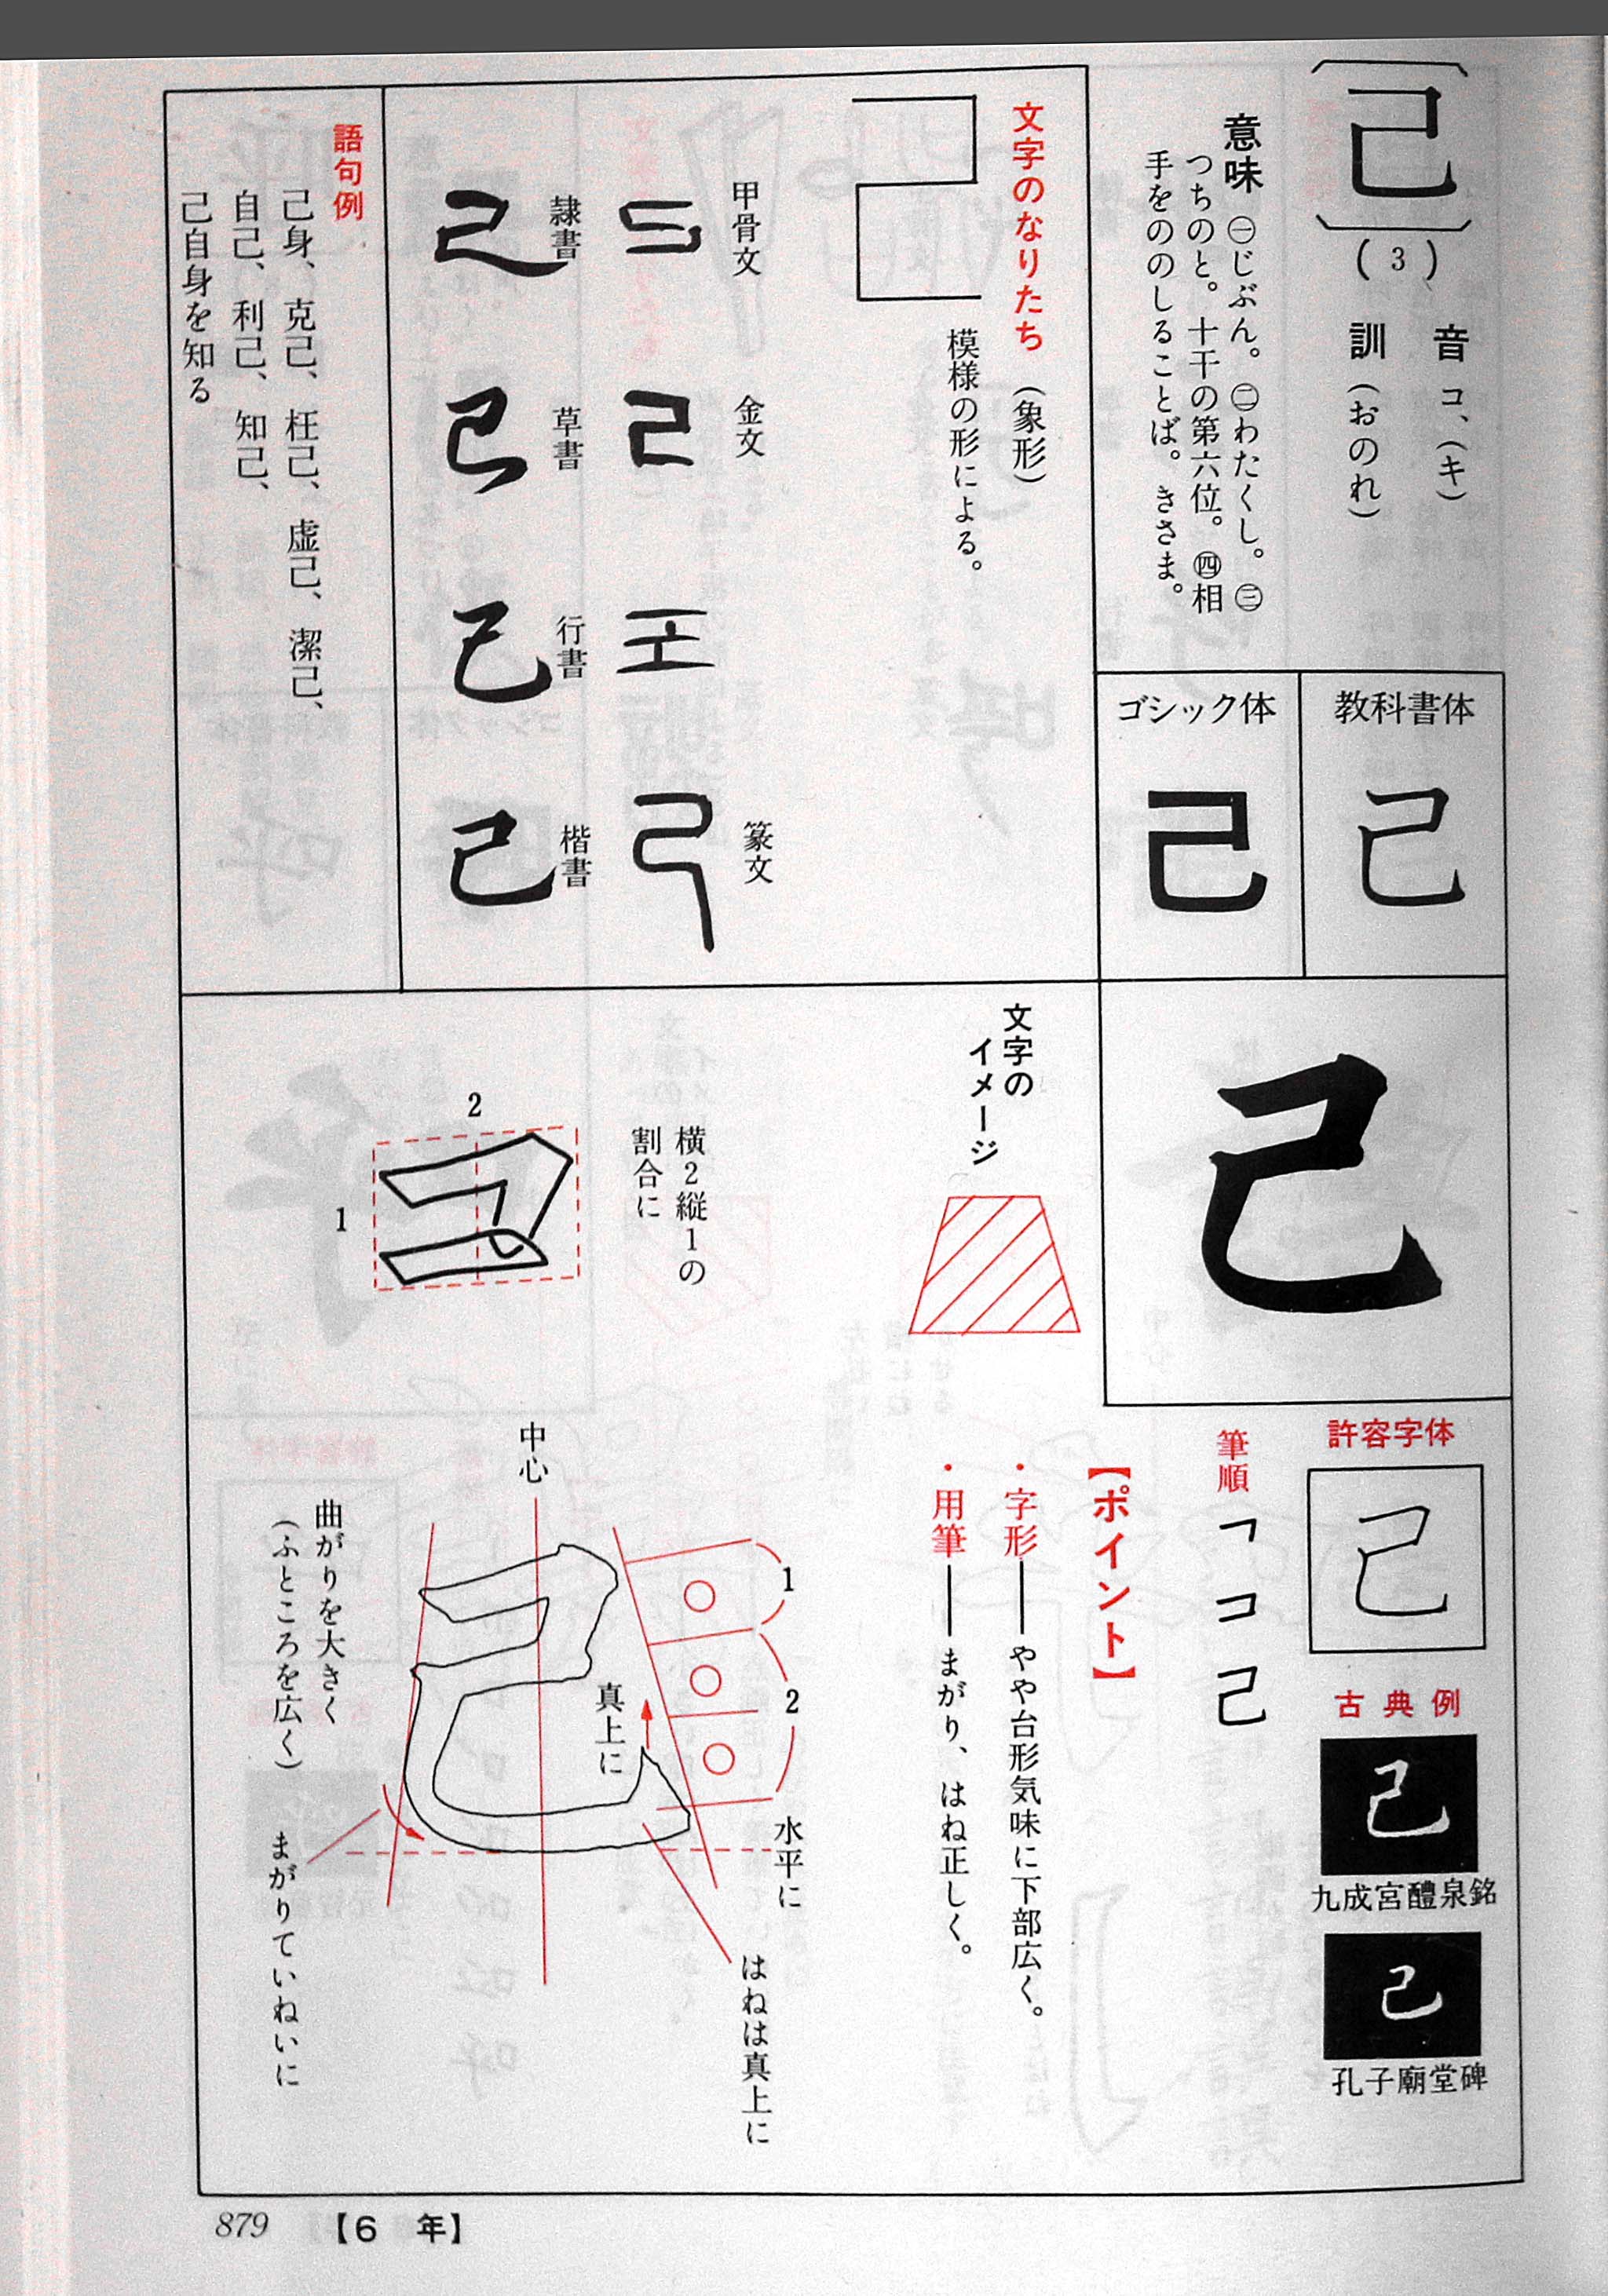 己
(3)
音 コ、(キ)
訓 (おのれ)
意味 ㊀じぶん。㊁わたくし。㊂
つちのと。十干の第六位。㊃相
手をののしることば。きさま。
教科書体
己
ゴシック体
己
文字のなりたち (象形)
模様の形による。
甲骨文
金文
篆文
隷書
己
草書
己
行書
己
楷書
己
語句例
己身、克己、枉己、虚己、潔己、
自己、利己、知己、
己自身を知る
己
許容字体
己
古典例
己
九成宮醴泉銘
己
孔子廟堂碑
筆順
フ コ 己
【ポイント】
・字形——やや台形気味に下部広く。
・用筆——まがり、はね正しく。
文字の
イメージ
横2縦1の
割合に
2
1
中心
1
2
真上に
水平に
はねは真上に
曲がりを大きく
(ふところを広く)
まがりていねいに
879
【6 年】